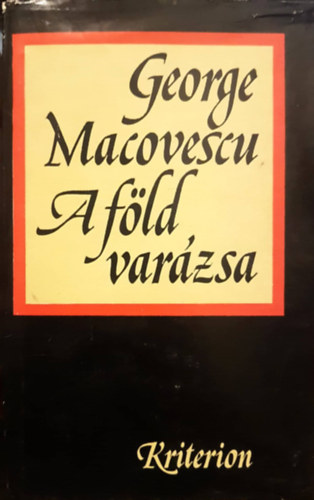 George
Macovescu
A föld
varázsa
Kriterion